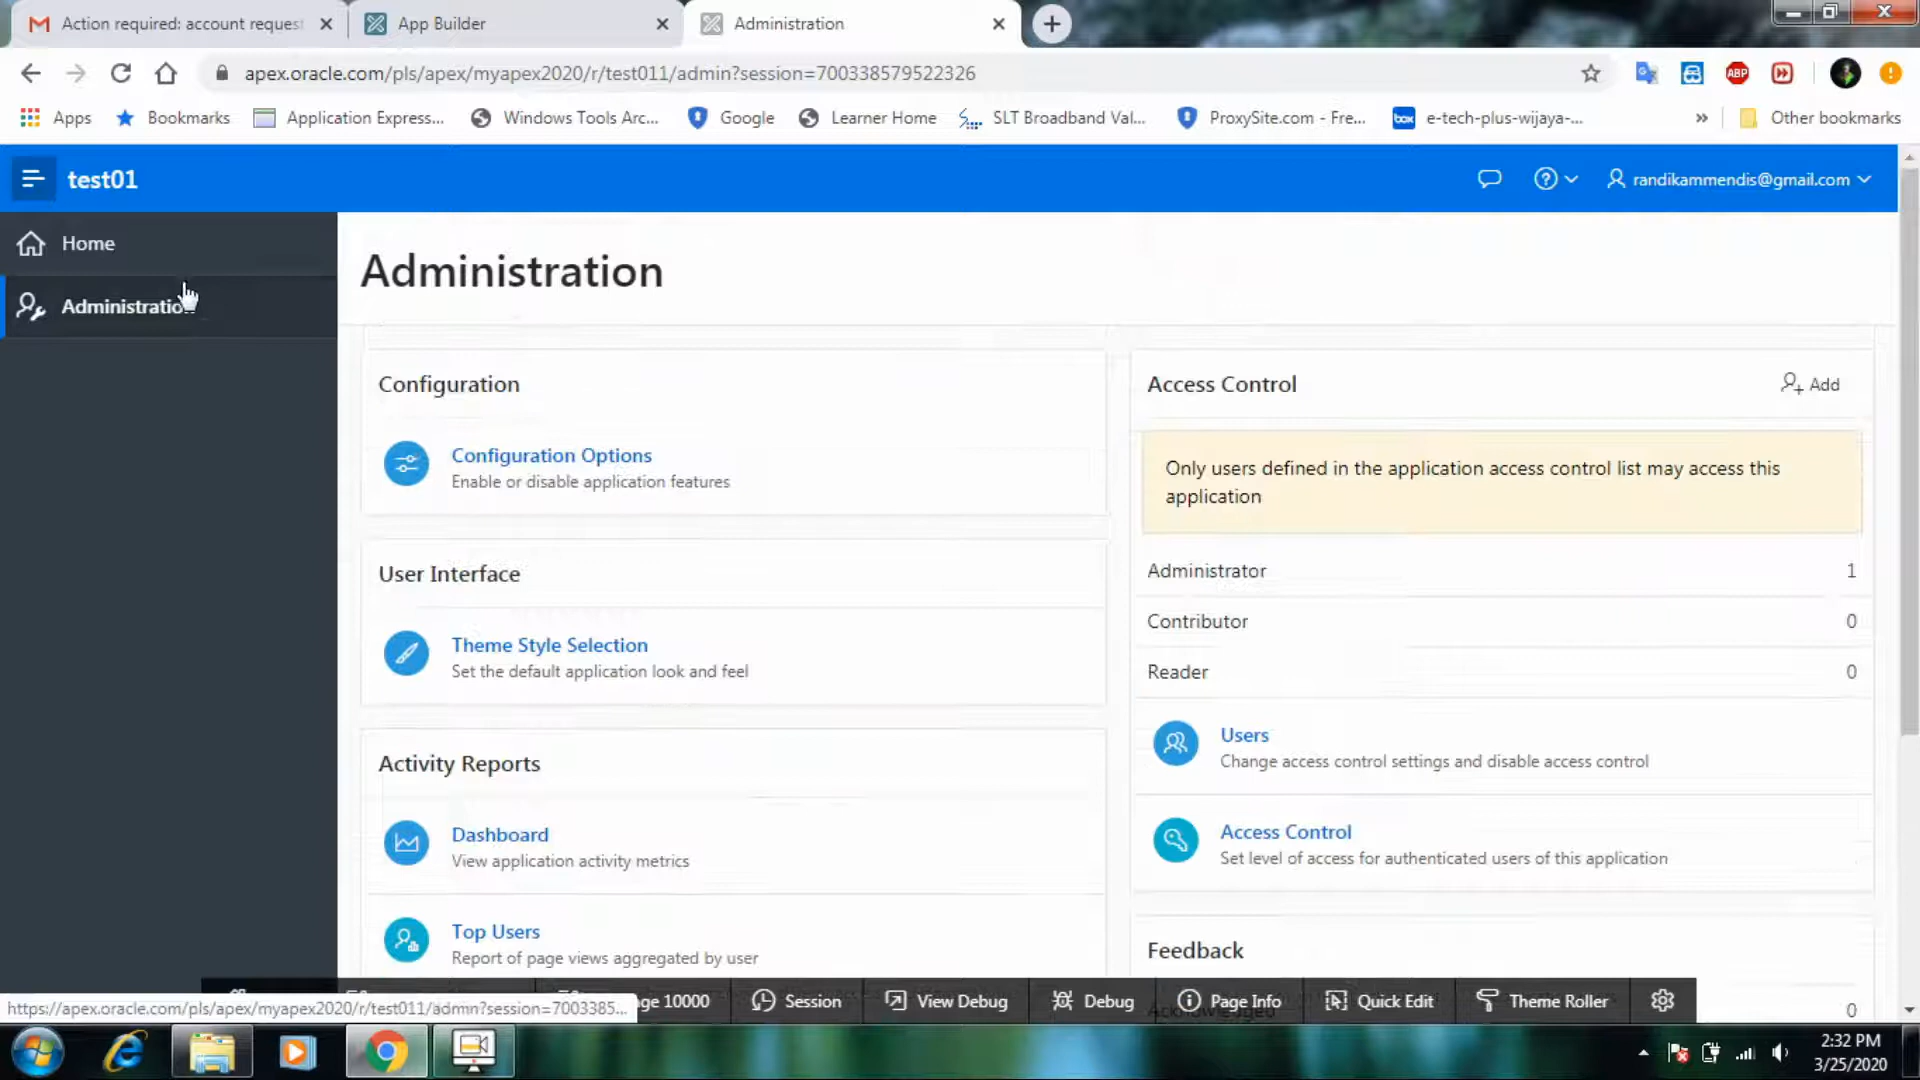 Action required: account request
App Builder
Administration
apex.oracle.com/pls/apex/myapex2020/r/test011/admin?session=700338579522326
ABP
Apps
Bookmarks
Application Express...
Windows Tools Arc...
Google
Learner Home
SLT Broadband Val...
ProxySite.com - Fre...
box
e-tech-plus-wijaya-...
»
Other bookmarks
test01
randikammendis@gmail.com
Home
Administration
Administration
Configuration
Configuration Options
Enable or disable application features
User Interface
Theme Style Selection
Set the default application look and feel
Activity Reports
Dashboard
View application activity metrics
Top Users
Report of page views aggregated by user
Access Control
Add
Only users defined in the application access control list may access this
application
Administrator 1
Contributor 0
Reader 0
Users
Change access control settings and disable access control
Access Control
Set level of access for authenticated users of this application
Feedback
Acknowledged 0
https://apex.oracle.com/pls/apex/myapex2020/r/test011/admin?session=7003385...
10000
Session
View Debug
Debug
Page Info
Quick Edit
Theme Roller
2:32 PM
3/25/2020